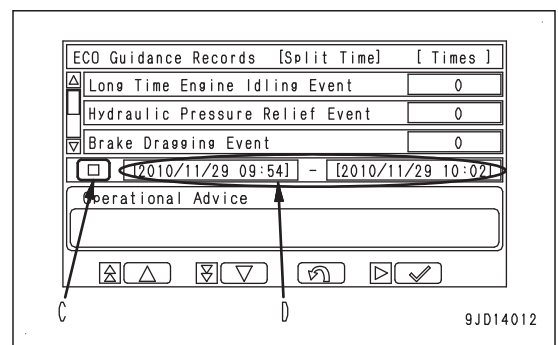 ECO Guidance Records [Split Time] [ Times ]
Long Time Engine Idling Event 0
Hydraulic Pressure Relief Event 0
Brake Dragging Event 0
[2010/11/29 09:54] - [2010/11/29 10:02]
Operational Advice
C D
9JD14012